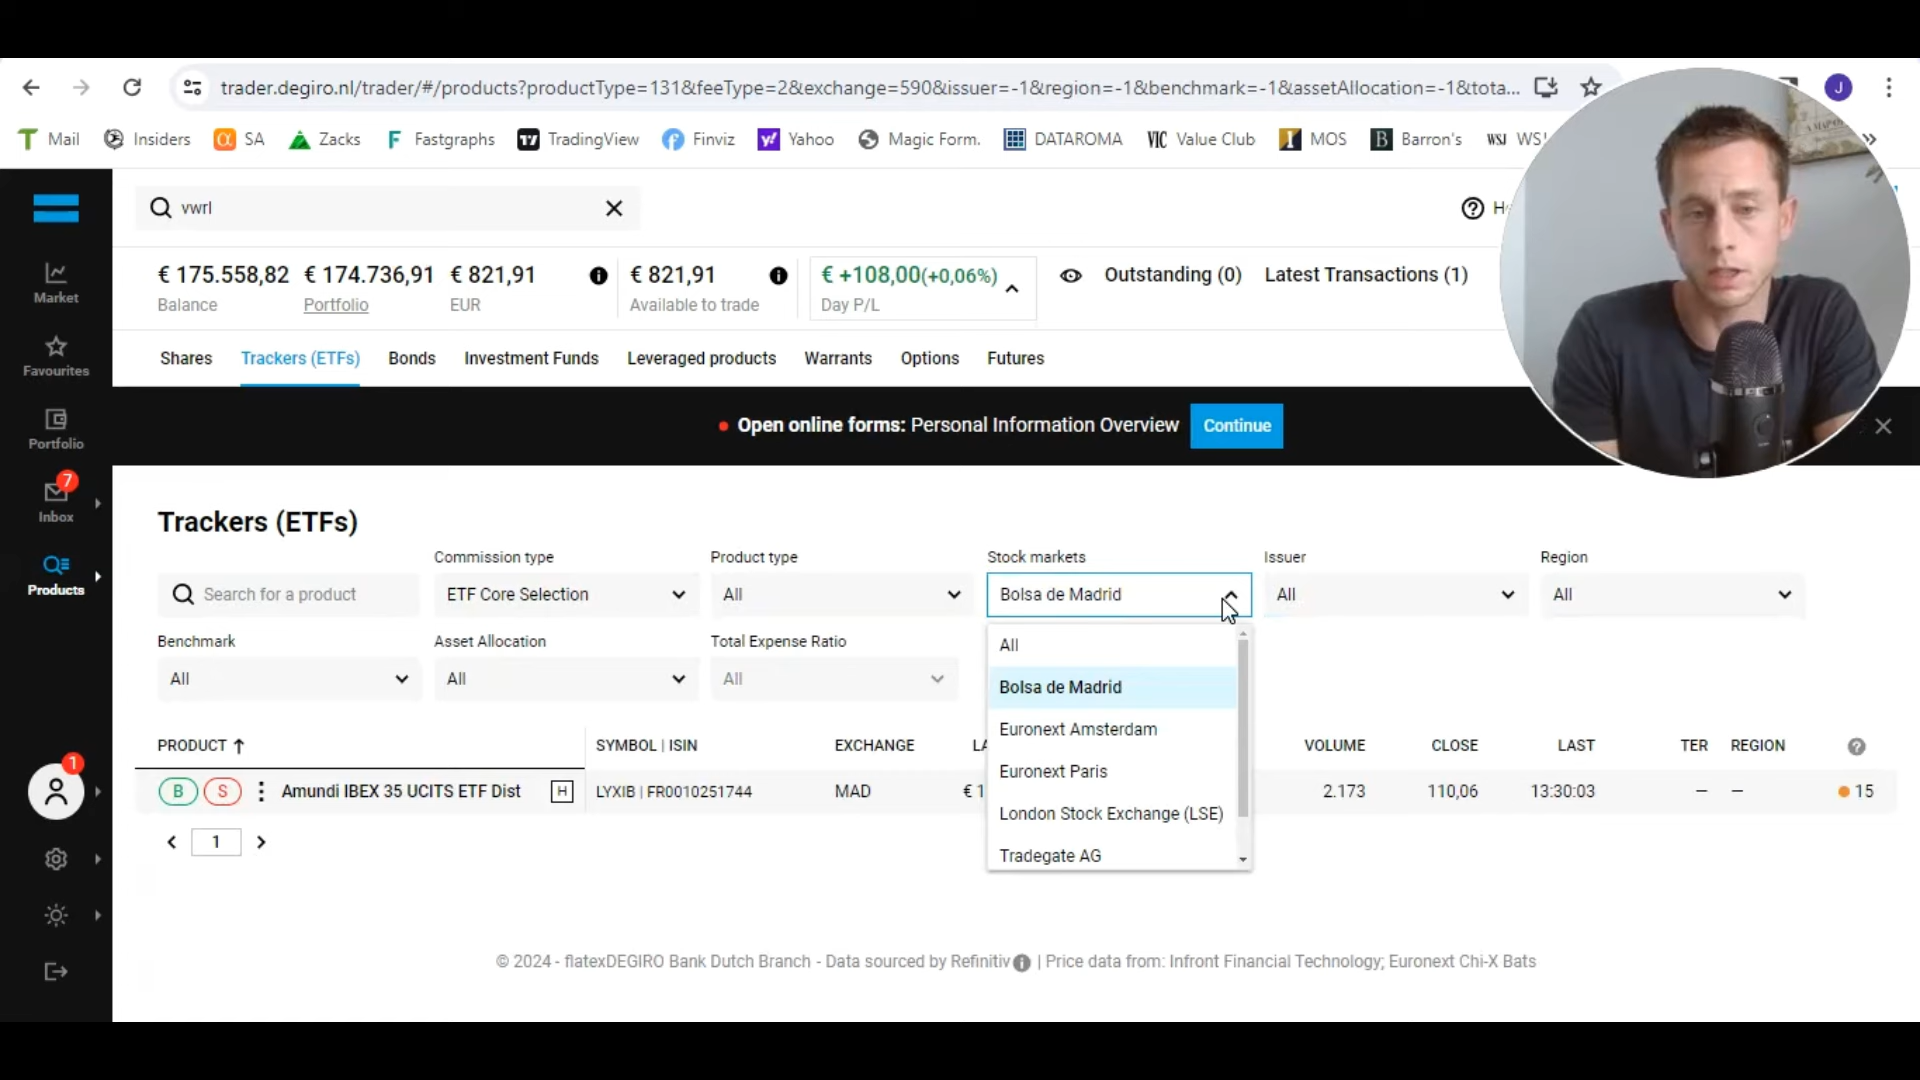 trader.degiro.nl/trader/#/products?productType=131&feeType=2&exchange=590&issuer=-1&region=-1&benchmark=-1&assetAllocation=-1&tota...
J
Mail Insiders SA Zacks Fastgraphs TradingView Finviz Yahoo Magic Form. DATAROMA Value Club MOS Barron's
vwrl
€ 175.558,82 € 174.736,91 € 821,91 € 821,91 € +108,00(+0,06%) Outstanding (0) Latest Transactions (1)
Balance Portfolio EUR Available to trade Day P/L
Market
Favourites
Portfolio
7
Inbox
Products
1
Shares Trackers (ETFs) Bonds Investment Funds Leveraged products Warrants Options Futures
Open online forms: Personal Information Overview Continue
Trackers (ETFs)
Commission type Product type Stock markets Issuer Region
Search for a product ETF Core Selection All Bolsa de Madrid All All
Benchmark Asset Allocation Total Expense Ratio
All All All
All
Bolsa de Madrid
Euronext Amsterdam
Euronext Paris
London Stock Exchange (LSE)
Tradegate AG
PRODUCT SYMBOL | ISIN EXCHANGE VOLUME CLOSE LAST TER REGION
B S Amundi IBEX 35 UCITS ETF Dist H LYXIB | FR0010251744 MAD € 1 2.173 110,06 13:30:03 – – 15
1
© 2024 - flatexDEGIRO Bank Dutch Branch - Data sourced by Refinitiv | Price data from: Infront Financial Technology; Euronext Chi-X Bats